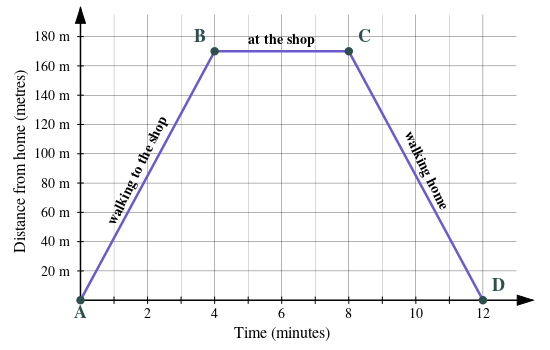 180 m
160 m
140 m
120 m
100 m
80 m
60 m
40 m
20 m
Distance from home (metres)
B
at the shop
C
walking to the shop
walking home
A
D
2
4
6
8
10
12
Time (minutes)